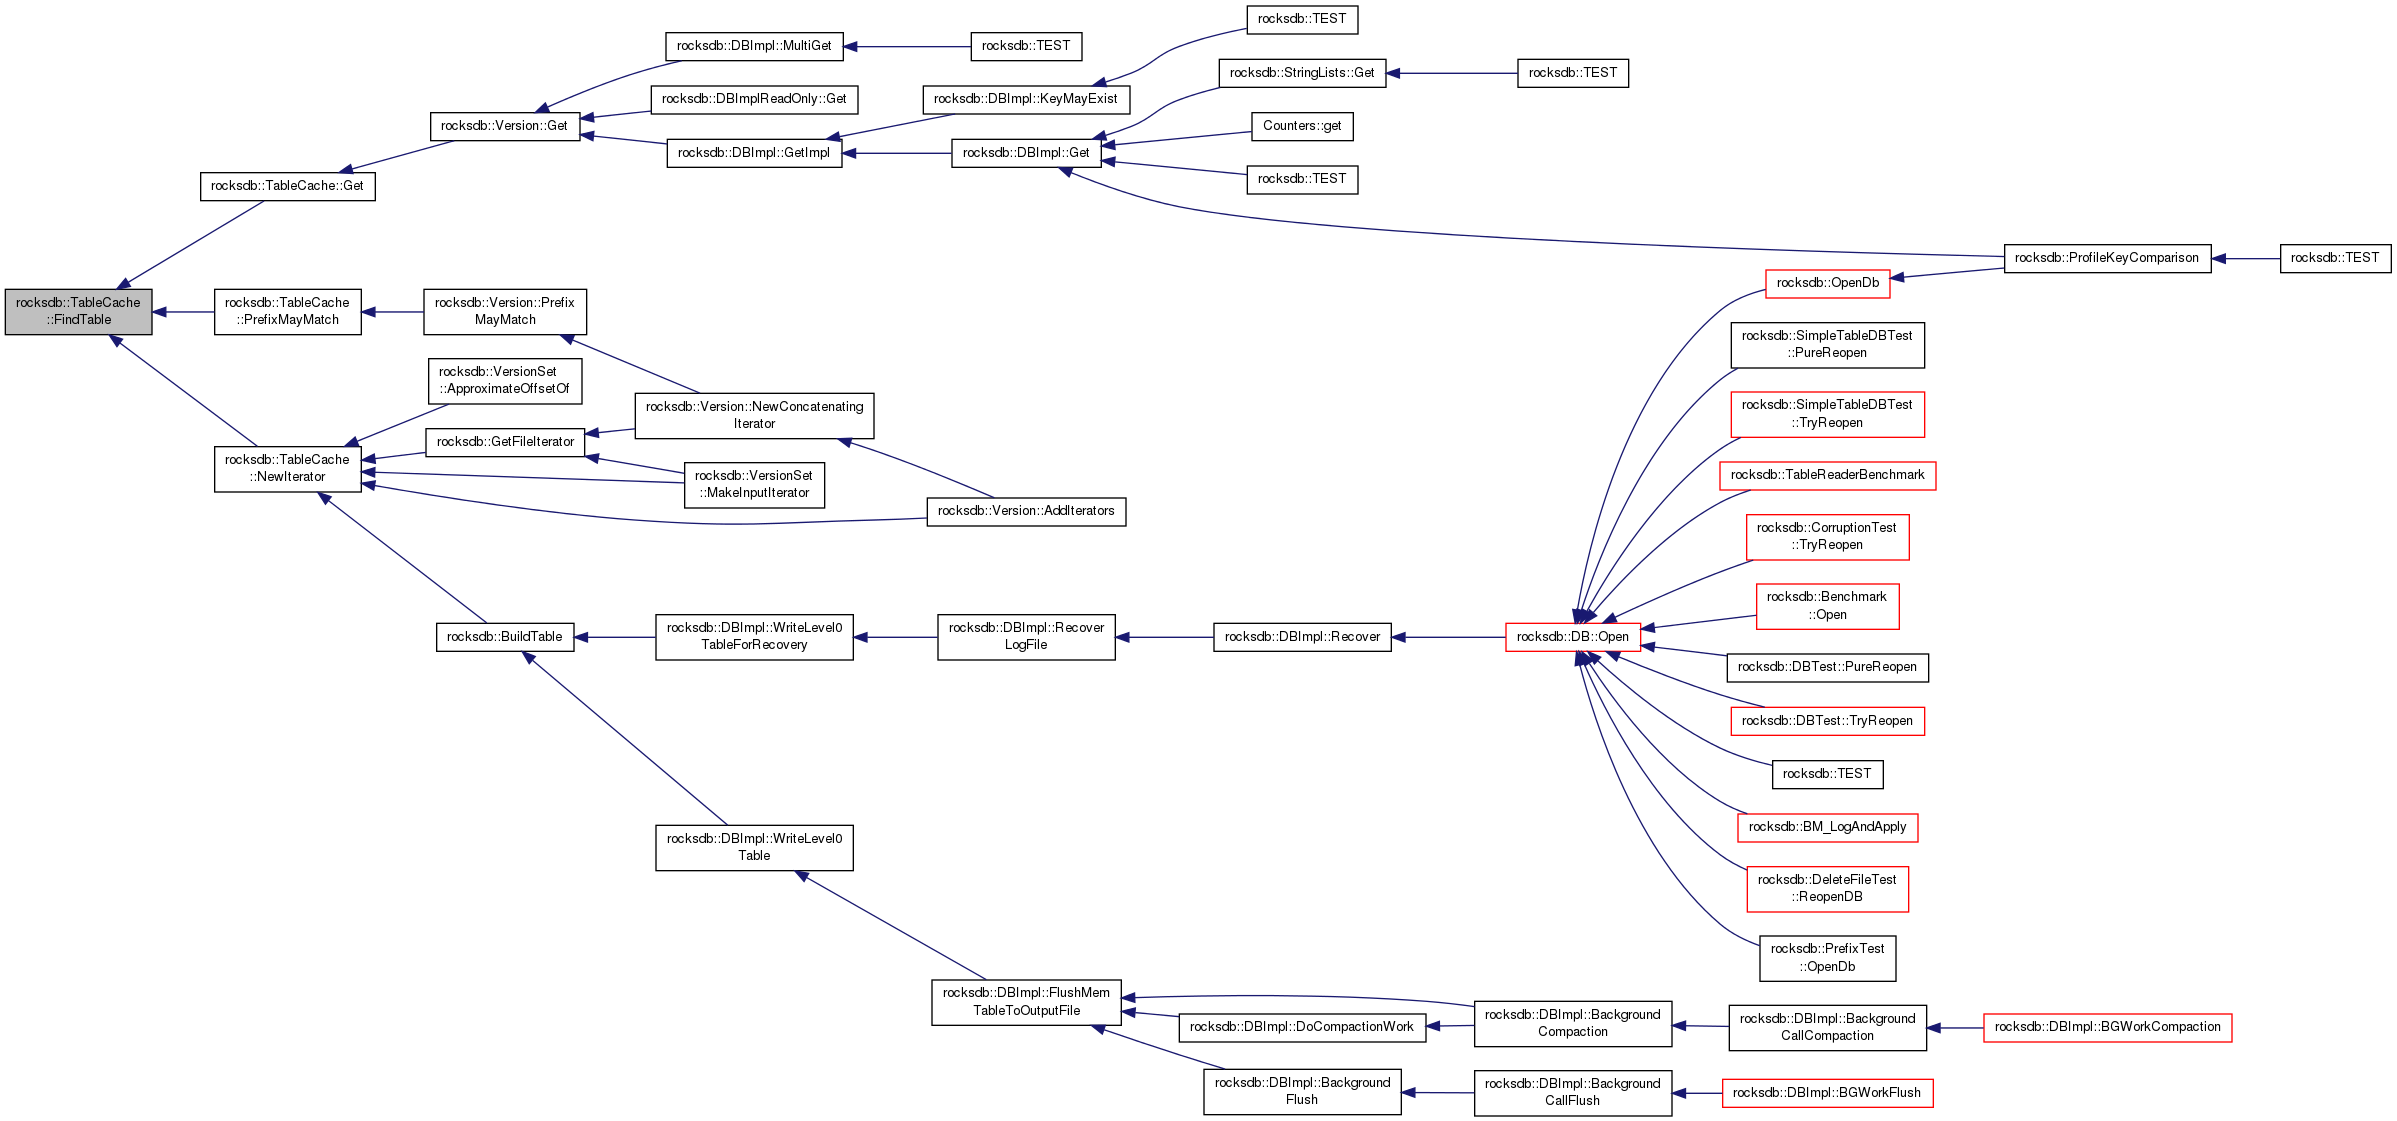 rocksdb::TEST
rocksdb::DBImpl::MultiGet
rocksdb::TEST
rocksdb::StringLists::Get
rocksdb::TEST
rocksdb::DBImplReadOnly::Get
rocksdb::DBImpl::KeyMayExist
rocksdb::Version::Get
Counters::get
rocksdb::DBImpl::GetImpl
rocksdb::DBImpl::Get
rocksdb::TableCache::Get
rocksdb::TEST
rocksdb::ProfileKeyComparison
rocksdb::TEST
rocksdb::OpenDb
rocksdb::TableCache
::FindTable
rocksdb::TableCache
::PrefixMayMatch
rocksdb::Version::Prefix
MayMatch
rocksdb::SimpleTableDBTest
::PureReopen
rocksdb::VersionSet
::ApproximateOffsetOf
rocksdb::Version::NewConcatenating
Iterator
rocksdb::SimpleTableDBTest
::TryReopen
rocksdb::GetFileIterator
rocksdb::TableCache
::NewIterator
rocksdb::VersionSet
::MakeInputIterator
rocksdb::TableReaderBenchmark
rocksdb::Version::AddIterators
rocksdb::CorruptionTest
::TryReopen
rocksdb::Benchmark
::Open
rocksdb::BuildTable
rocksdb::DBImpl::WriteLevel0
TableForRecovery
rocksdb::DBImpl::Recover
LogFile
rocksdb::DBImpl::Recover
rocksdb::DB::Open
rocksdb::DBTest::PureReopen
rocksdb::DBTest::TryReopen
rocksdb::TEST
rocksdb::BM_LogAndApply
rocksdb::DBImpl::WriteLevel0
Table
rocksdb::DeleteFileTest
::ReopenDB
rocksdb::PrefixTest
::OpenDb
rocksdb::DBImpl::FlushMem
TableToOutputFile
rocksdb::DBImpl::DoCompactionWork
rocksdb::DBImpl::Background
Compaction
rocksdb::DBImpl::Background
CallCompaction
rocksdb::DBImpl::BGWorkCompaction
rocksdb::DBImpl::Background
Flush
rocksdb::DBImpl::Background
CallFlush
rocksdb::DBImpl::BGWorkFlush